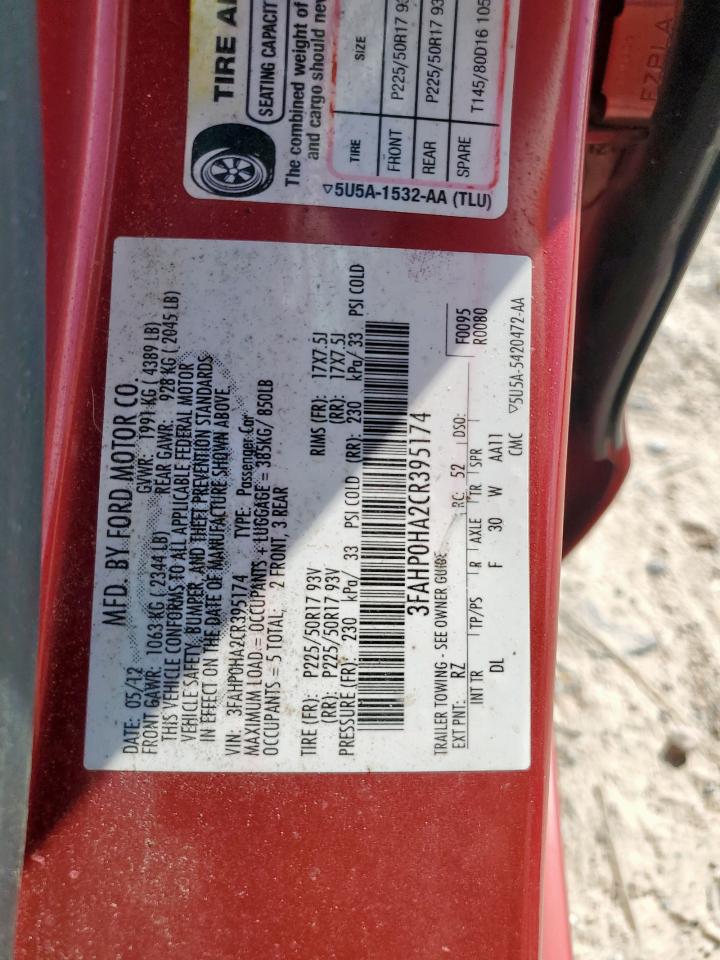 TIRE A
SEATING CAPACITY
The combined weight of
and cargo should nev
TIRE SIZE
FRONT P225/50R17 93
REAR P225/50R17 93
SPARE T145/80D16 105
▽5U5A-1532-AA (TLU)
MFD. BY FORD MOTOR CO.
DATE: 05/12 GVWR: 1991 KG ( 4389 LB)
FRONT GAWR: 1063 KG ( 2344 LB) REAR GAWR: 928 KG ( 2045 LB)
THIS VEHICLE CONFORMS TO ALL APPLICABLE FEDERAL MOTOR
VEHICLE SAFETY, BUMPER, AND THEFT PREVENTION STANDARDS
IN EFFECT ON THE DATE OF MANUFACTURE SHOWN ABOVE.
VIN: 3FAHP0HA2CR395174 TYPE: Passenger Car
MAXIMUM LOAD = OCCUPANTS + LUGGAGE = 385KG/ 850LB
OCCUPANTS = 5 TOTAL; 2 FRONT, 3 REAR
TIRE (FR): P225/50R17 93V RIMS (FR): 17X7.5J
(RR): P225/50R17 93V (RR): 17X7.5J
PRESSURE (FR): 230 kPa/ 33 PSI COLD (RR): 230 kPa/ 33 PSI COLD
3FAHP0HA2CR395174
TRAILER TOWING - SEE OWNER GUIDE F0095
EXT PNT: RZ RC: 52 DSO: R0080
INT TR TP/PS R AXLE TR SPR
DL F 30 W AA11
CMC ▽5U5A-5420472-AA
FZPLA